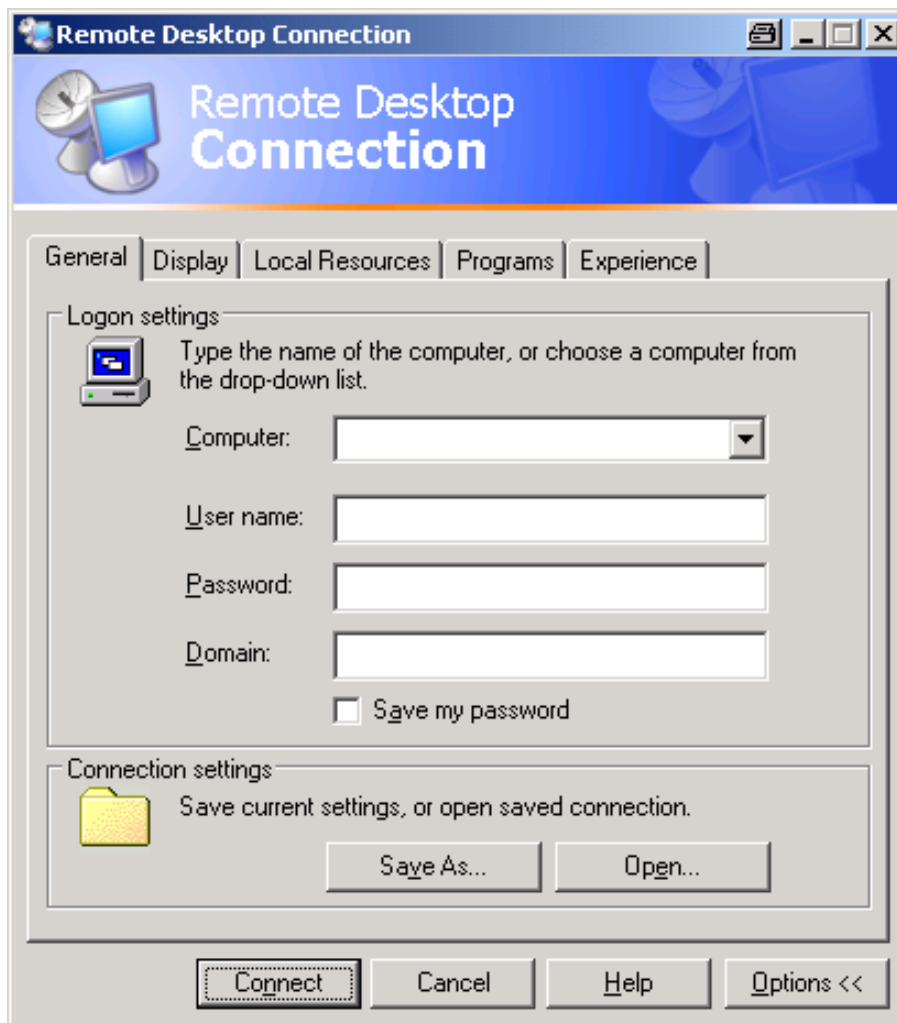 Remote Desktop Connection
Remote Desktop
Connection
General Display Local Resources Programs Experience
Logon settings
Type the name of the computer, or choose a computer from
the drop-down list.
Computer:
User name:
Password:
Domain:
Save my password
Connection settings
Save current settings, or open saved connection.
Save As... Open...
Connect Cancel Help Options <<